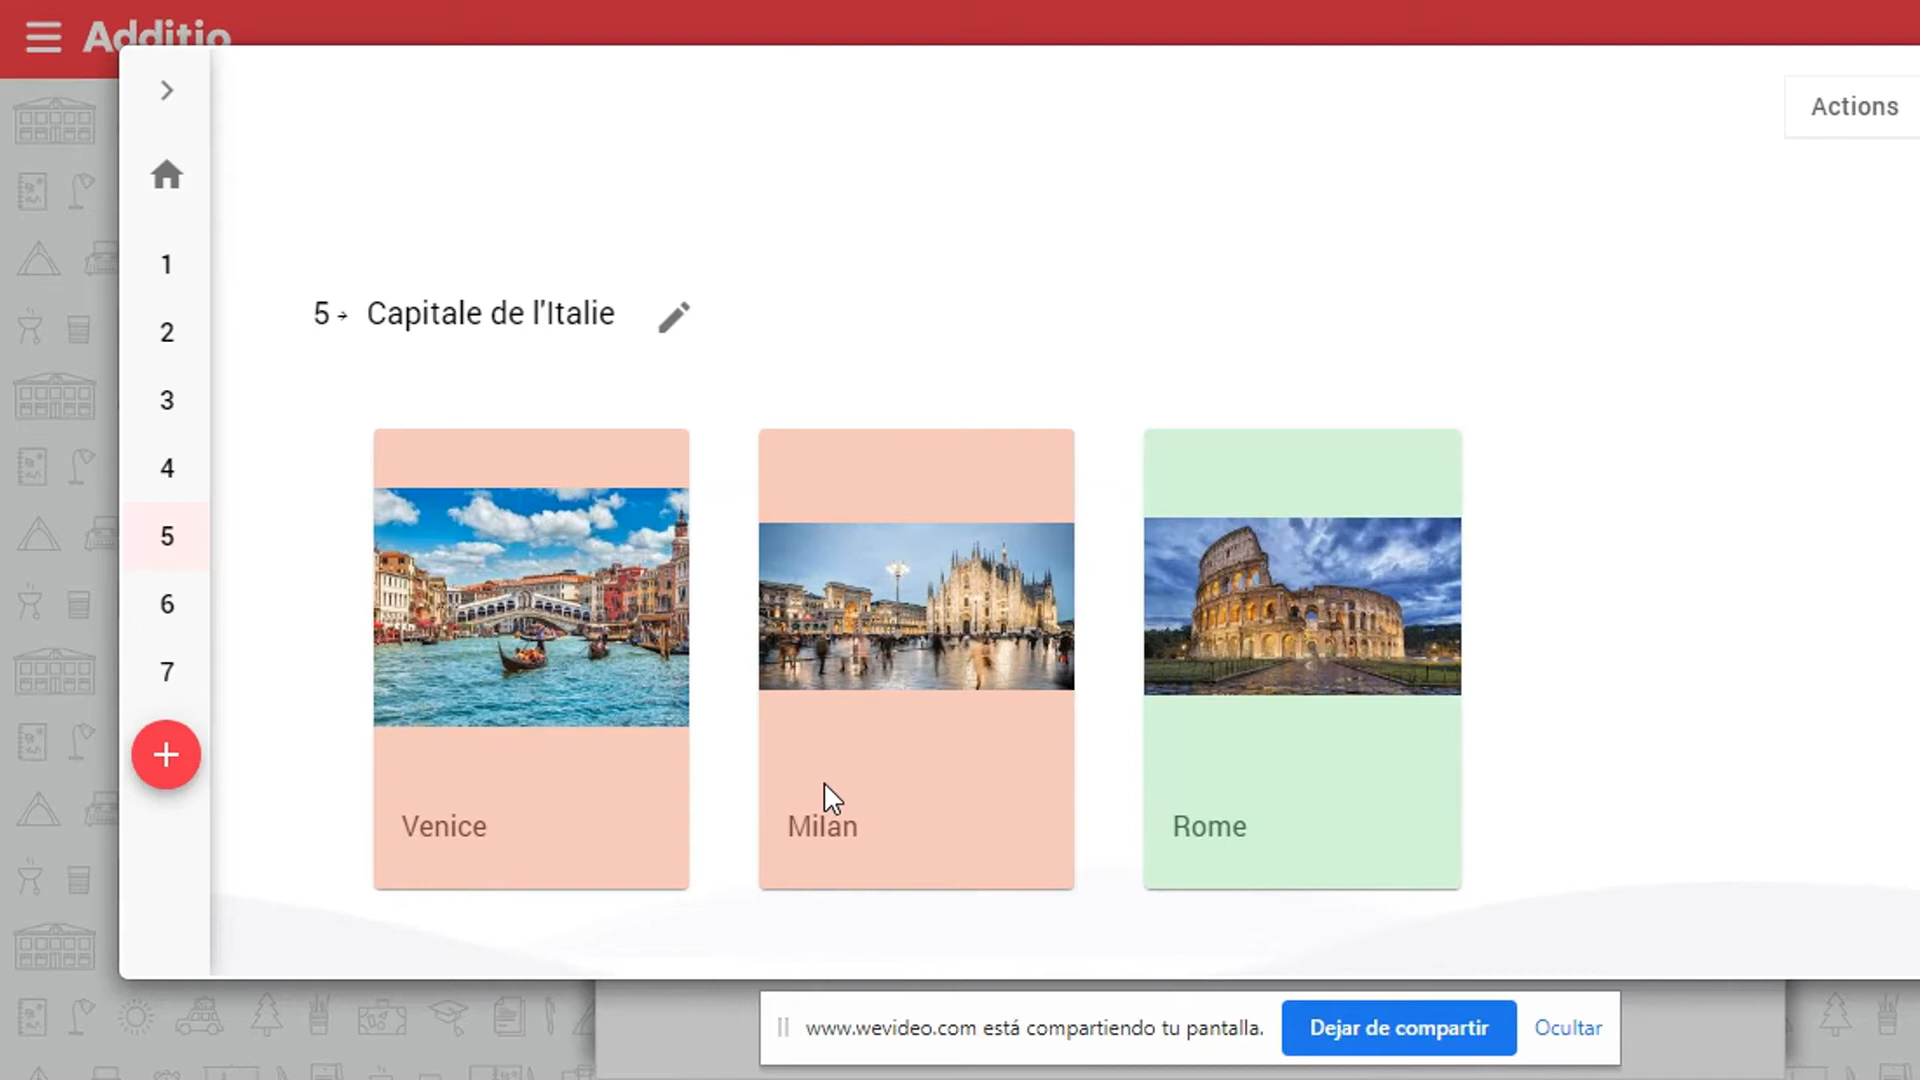 Additio
Actions
1
2
3
4
5
6
7
5 → Capitale de l'Italie
Venice
Milan
Rome
www.wevideo.com está compartiendo tu pantalla.
Dejar de compartir
Ocultar